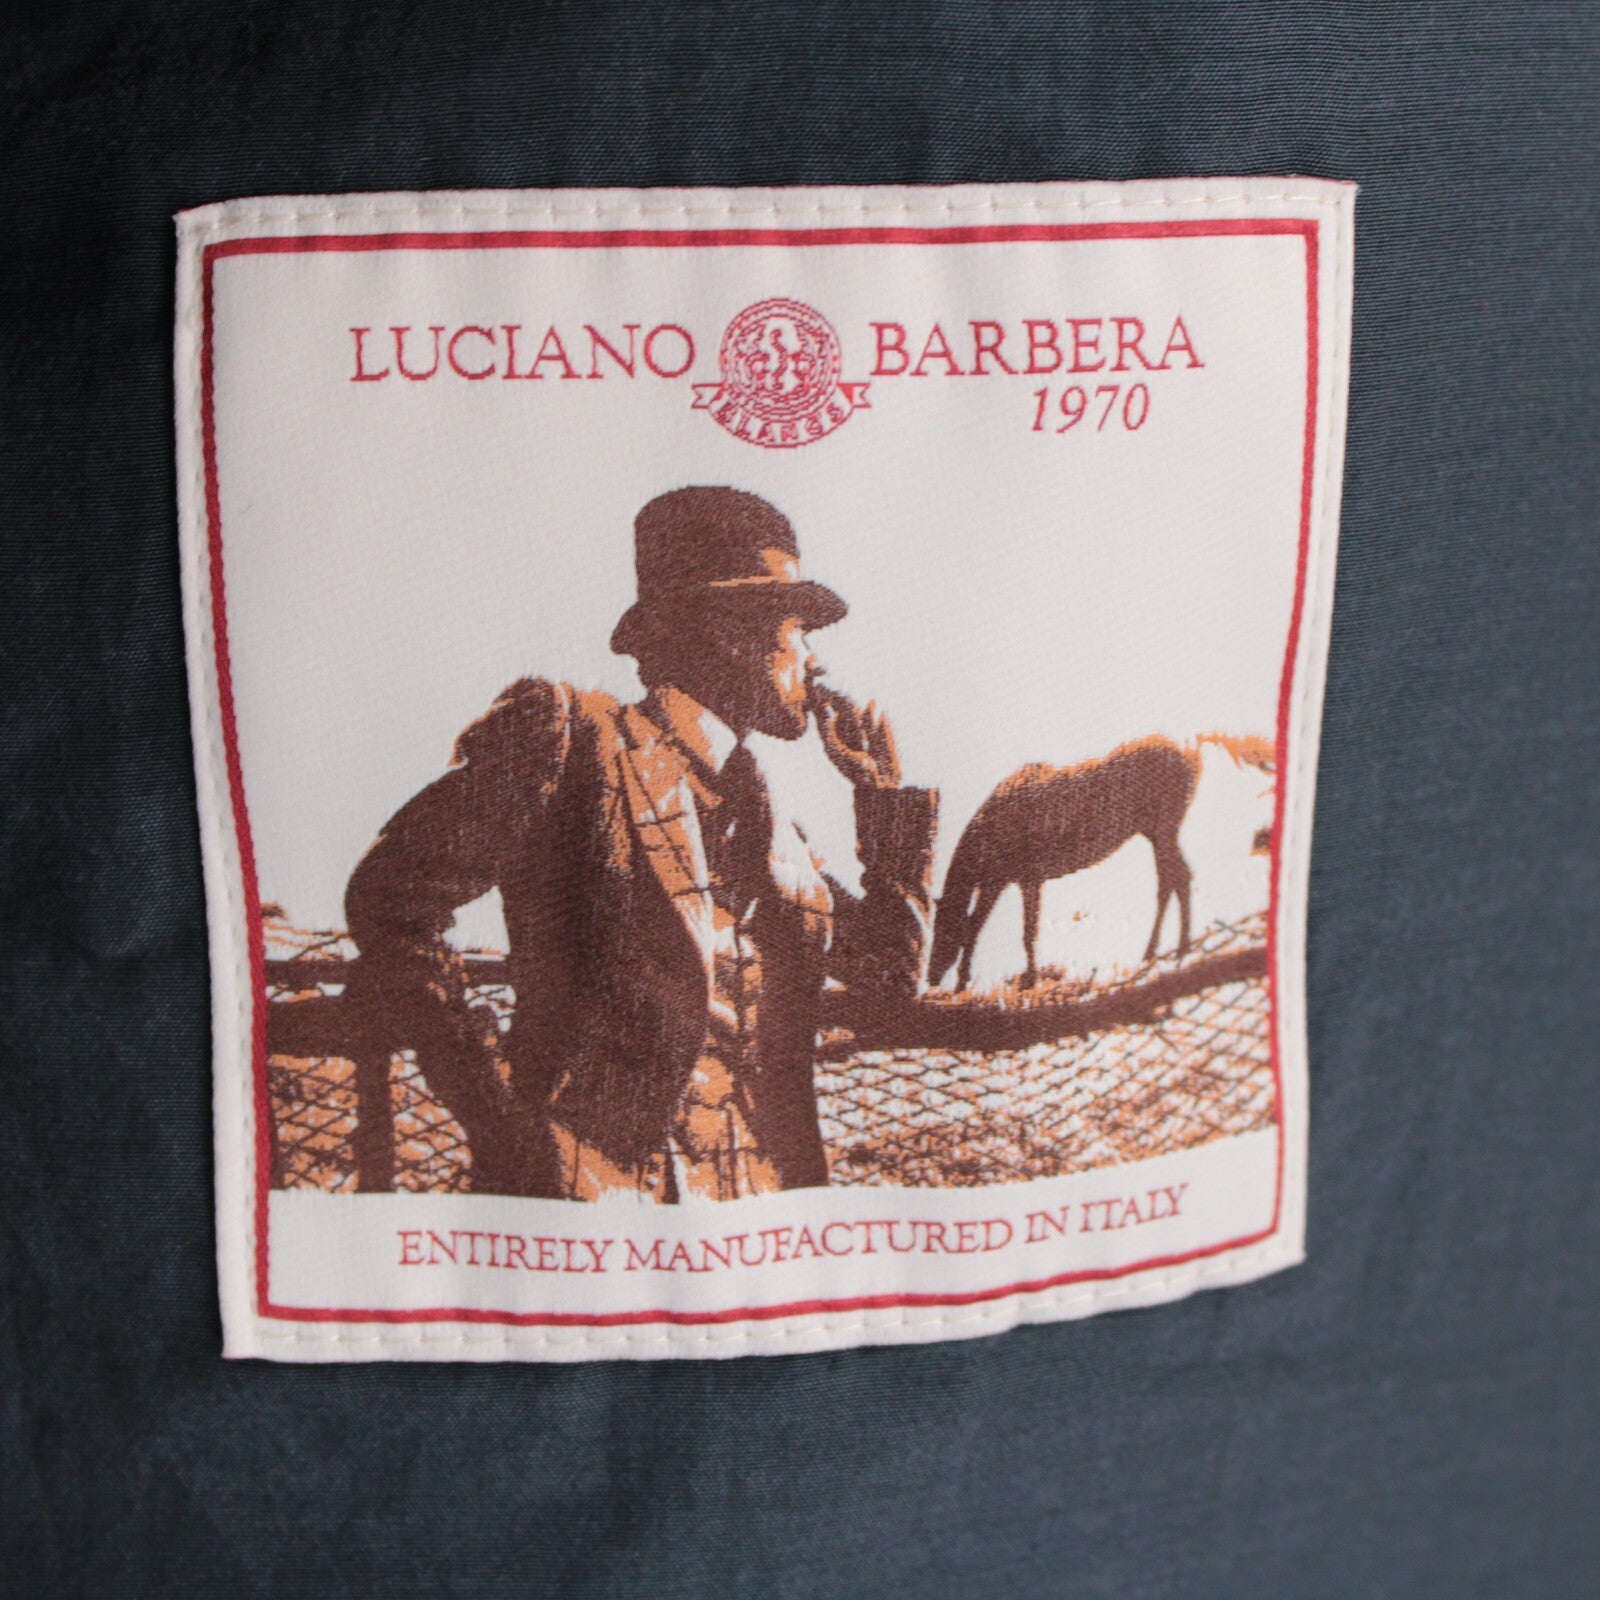 LUCIANO BARBERA
1970
ENTIRELY MANUFACTURED IN ITALY